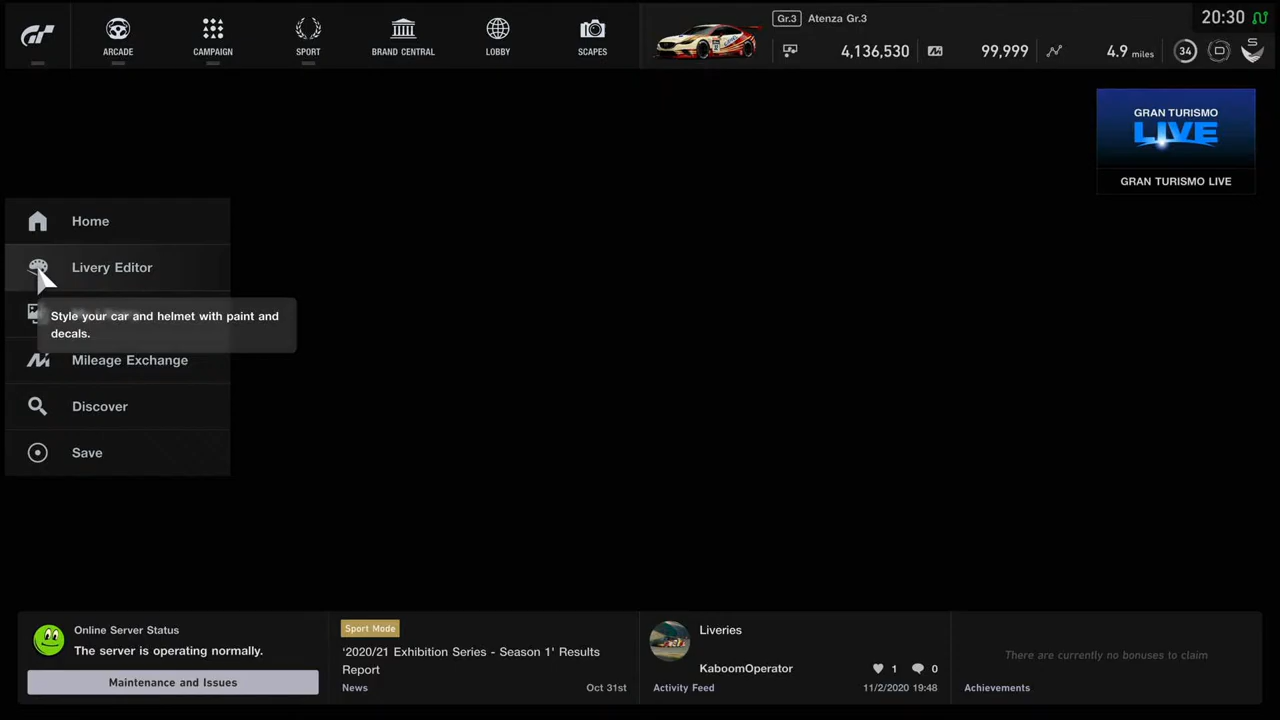 ARCADE
CAMPAIGN
SPORT
BRAND CENTRAL
LOBBY
SCAPES
Gr.3 Atenza Gr.3
4,136,530
99,999
4.9 miles
34
S
20:30
GRAN TURISMO
LIVE
GRAN TURISMO LIVE
Home
Livery Editor
Style your car and helmet with paint and
decals.
Mileage Exchange
Discover
Save
Online Server Status
The server is operating normally.
Maintenance and Issues
Sport Mode
'2020/21 Exhibition Series - Season 1' Results
Report
News Oct 31st
Liveries
KaboomOperator 1 0
Activity Feed 11/2/2020 19:48
There are currently no bonuses to claim
Achievements